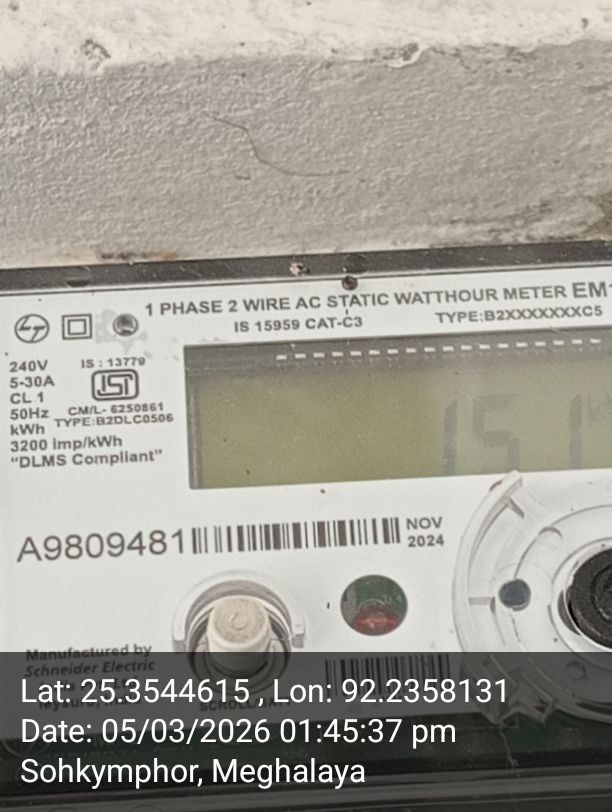 1 PHASE 2 WIRE AC STATIC WATTHOUR METER EM
IS 15959 CAT-C3
TYPE:B2XXXXXXXC5
240V
5-30A
CL 1
50Hz
kWh
3200 imp/kWh
"DLMS Compliant"
IS : 13779
ISI
CM/L- 6250861
TYPE:B2DLC0506
A9809481
NOV
2024
Manufactured by
Schneider Electric
Lat: 25.3544615 , Lon: 92.2358131
Date: 05/03/2026 01:45:37 pm
Sohkymphor, Meghalaya